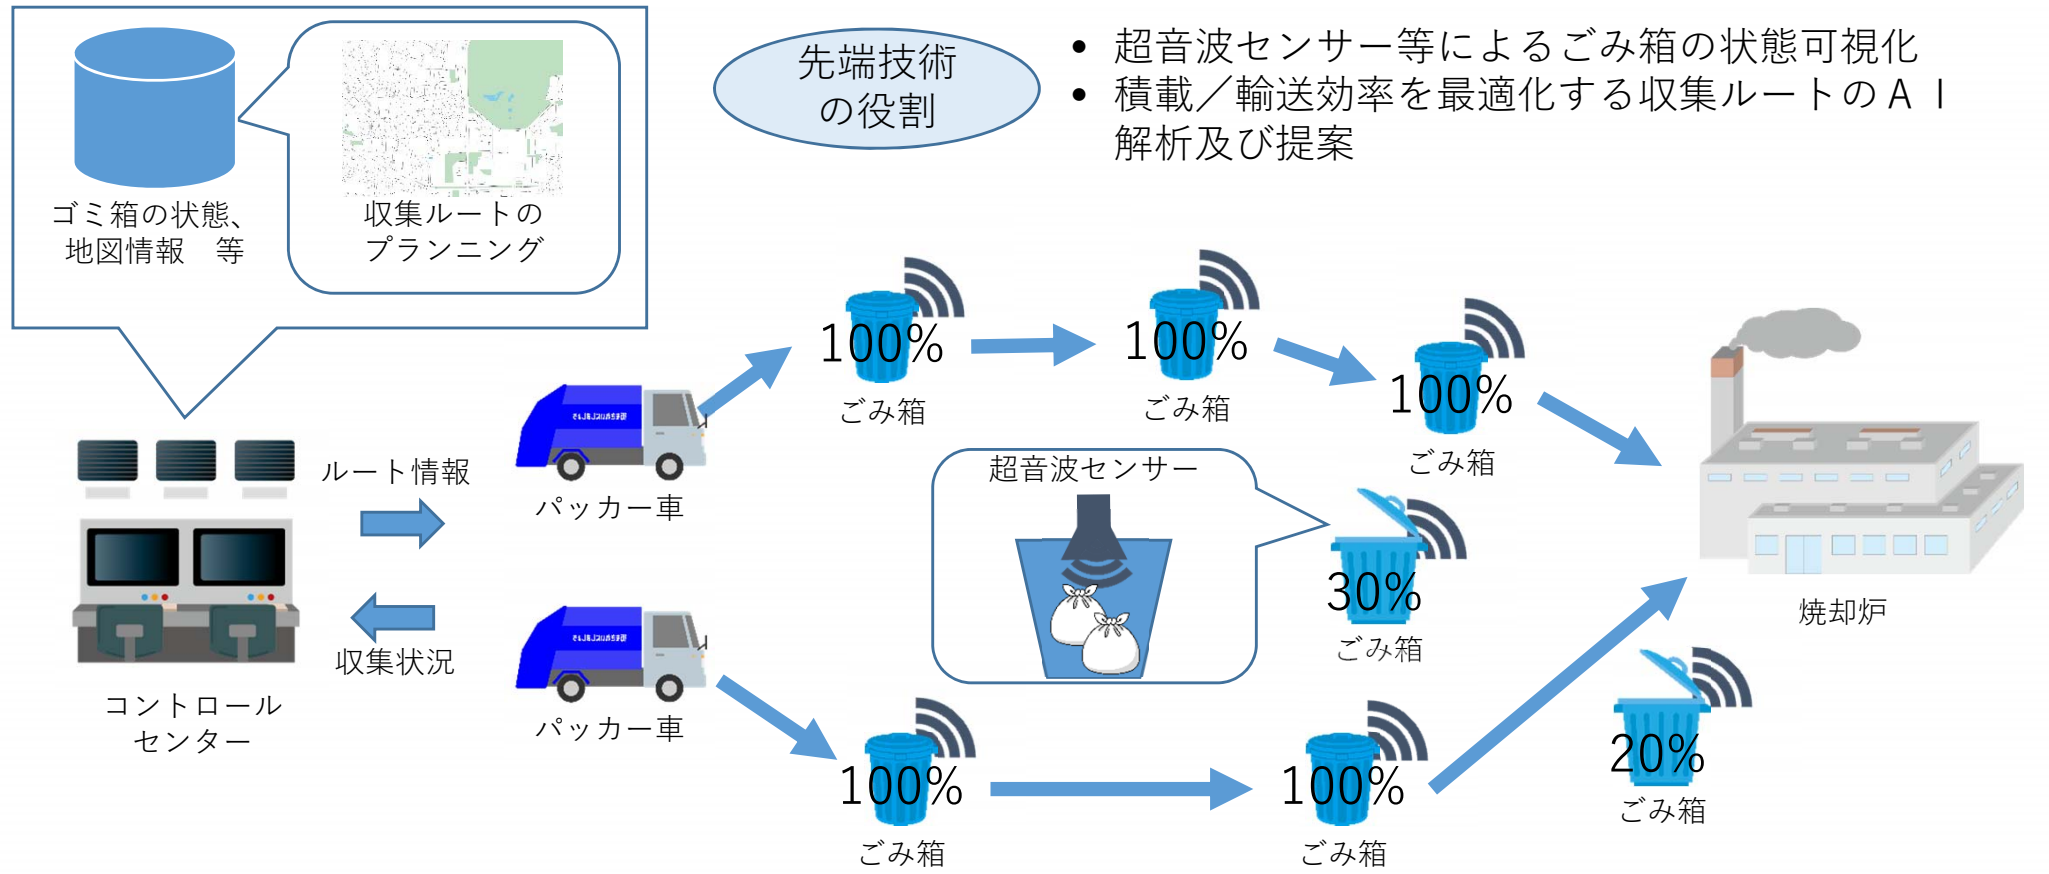 先端技術
の役割
• 超音波センサー等によるごみ箱の状態可視化
• 積載／輸送効率を最適化する収集ルートのＡＩ
解析及び提案
ゴミ箱の状態、
地図情報　等
収集ルートの
プランニング
ルート情報
収集状況
コントロール
センター
パッカー車
パッカー車
100%
ごみ箱
100%
ごみ箱
100%
ごみ箱
超音波センサー
30%
ごみ箱
焼却炉
20%
ごみ箱
100%
ごみ箱
100%
ごみ箱